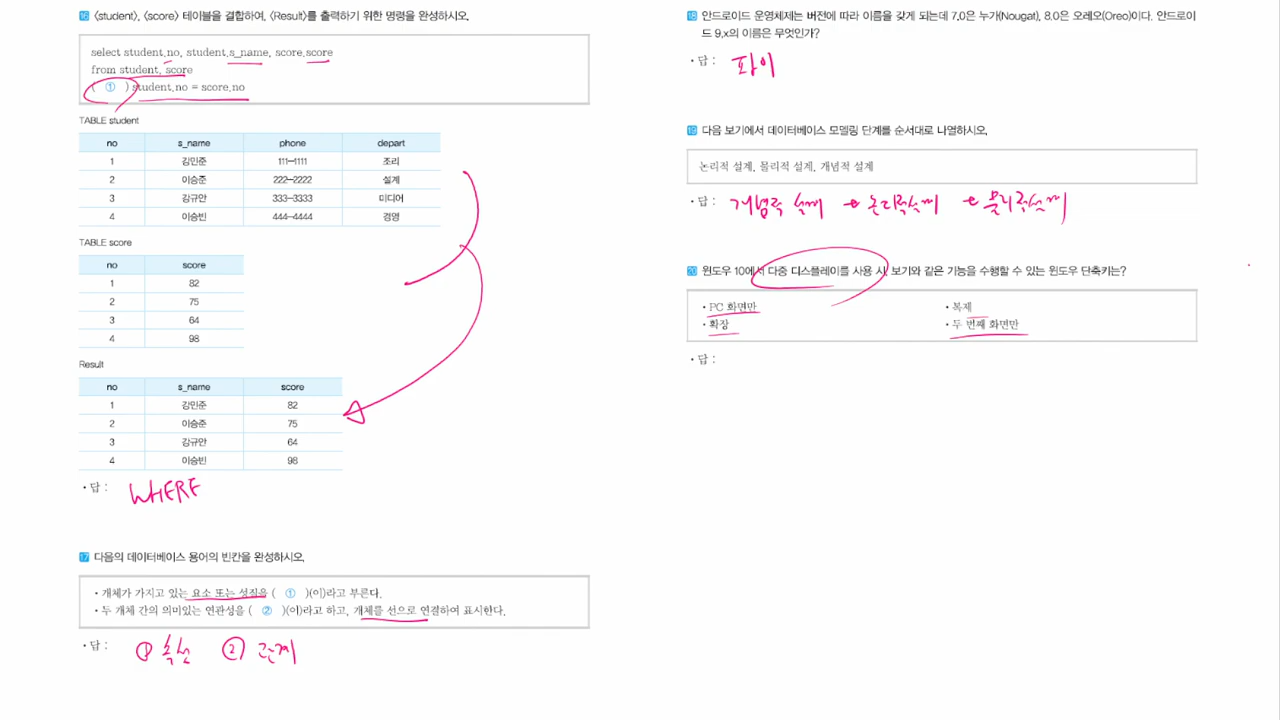 16 <student>, <score> 테이블을 결합하여, <Result>를 출력하기 위한 명령을 완성하시오.
select student.no, student.s_name, score.score
from student, score
( ① ) student.no = score.no
TABLE student
no s_name phone depart
1 강민준 111-1111 조리
2 이승준 222-2222 설계
3 강규안 333-3333 미디어
4 이승빈 444-4444 경영
TABLE score
no score
1 82
2 75
3 64
4 98
Result
no s_name score
1 강민준 82
2 이승준 75
3 강규안 64
4 이승빈 98
• 답 : WHERE
17 다음의 데이터베이스 용어의 빈칸을 완성하시오.
• 개체가 가지고 있는 요소 또는 성질을 ( ① )(이)라고 부른다.
• 두 개체 간의 의미있는 연관성을 ( ② )(이)라고 하고, 개체를 선으로 연결하여 표시한다.
• 답 : ① 속성 ② 관계
18 안드로이드 운영체제는 버전에 따라 이름을 갖게 되는데 7.0은 누가(Nougat), 8.0은 오레오(Oreo)이다. 안드로이
드 9.x의 이름은 무엇인가?
• 답 : 파이
19 다음 보기에서 데이터베이스 모델링 단계를 순서대로 나열하시오.
논리적 설계, 물리적 설계, 개념적 설계
• 답 : 개념적 설계 → 논리적설계 → 물리적설계
20 윈도우 10에서 다중 디스플레이를 사용 시, 보기와 같은 기능을 수행할 수 있는 윈도우 단축키는?
• PC 화면만 • 복제
• 확장 • 두 번째 화면만
• 답 :